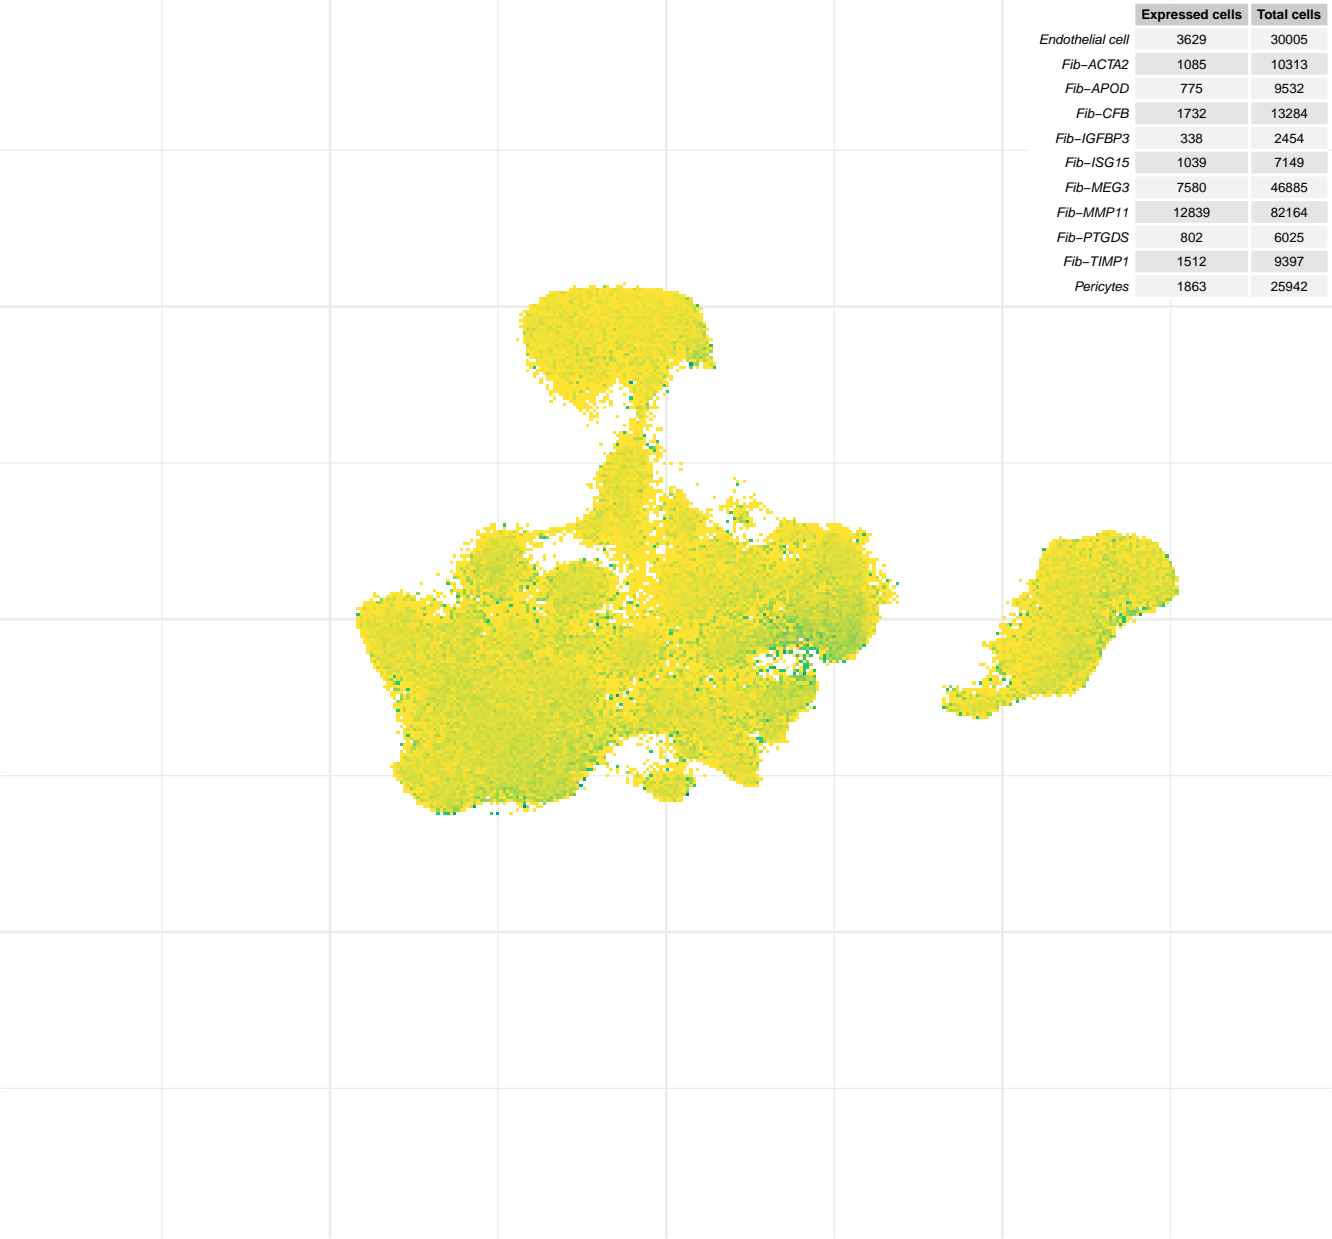 Expressed cells Total cells
Endothelial cell 3629 30005
Fib−ACTA2 1085 10313
Fib−APOD 775 9532
Fib−CFB 1732 13284
Fib−IGFBP3 338 2454
Fib−ISG15 1039 7149
Fib−MEG3 7580 46885
Fib−MMP11 12839 82164
Fib−PTGDS 802 6025
Fib−TIMP1 1512 9397
Pericytes 1863 25942